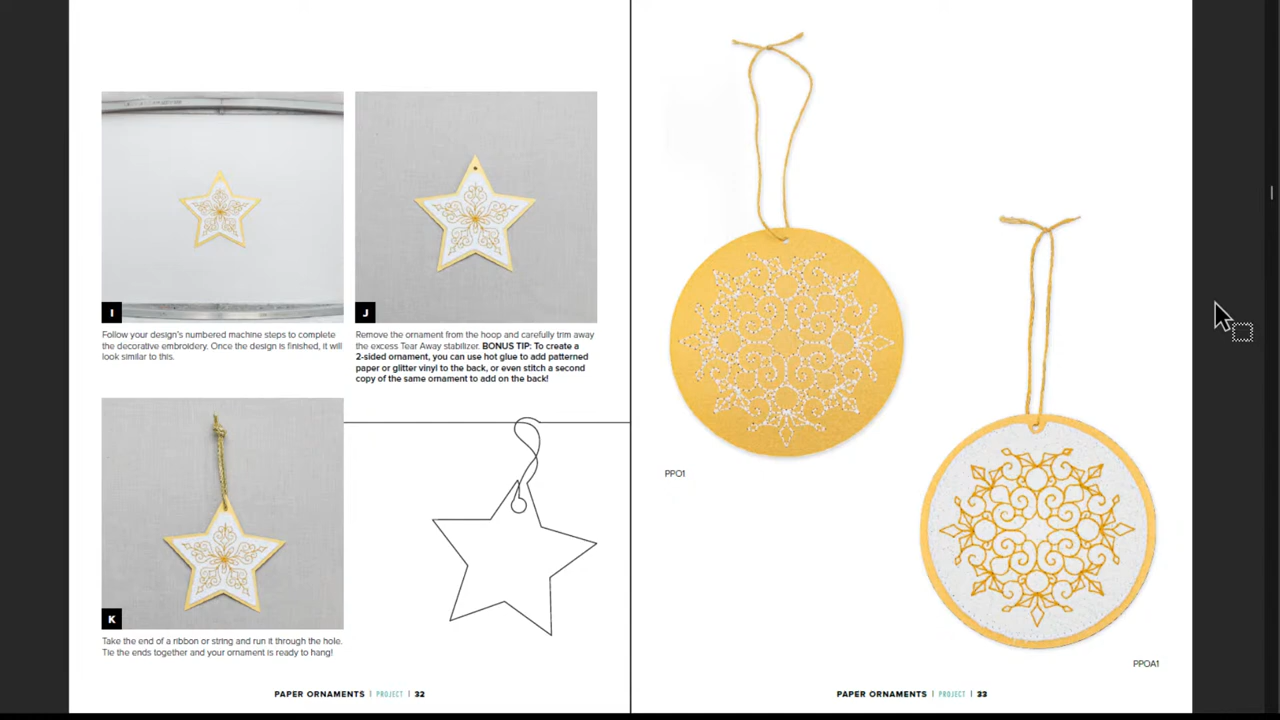 I
Follow your design's numbered machine steps to complete
the decorative embroidery. Once the design is finished, it will
look similar to this.
J
Remove the ornament from the hoop and carefully trim away
the excess Tear Away stabilizer. BONUS TIP: To create a
2-sided ornament, you can use hot glue to add patterned
paper or glitter vinyl to the back, or even stitch a second
copy of the same ornament to add on the back!
K
Take the end of a ribbon or string and run it through the hole.
Tie the ends together and your ornament is ready to hang!
PAPER ORNAMENTS | PROJECT | 32
PPO1
PPOA1
PAPER ORNAMENTS | PROJECT | 33